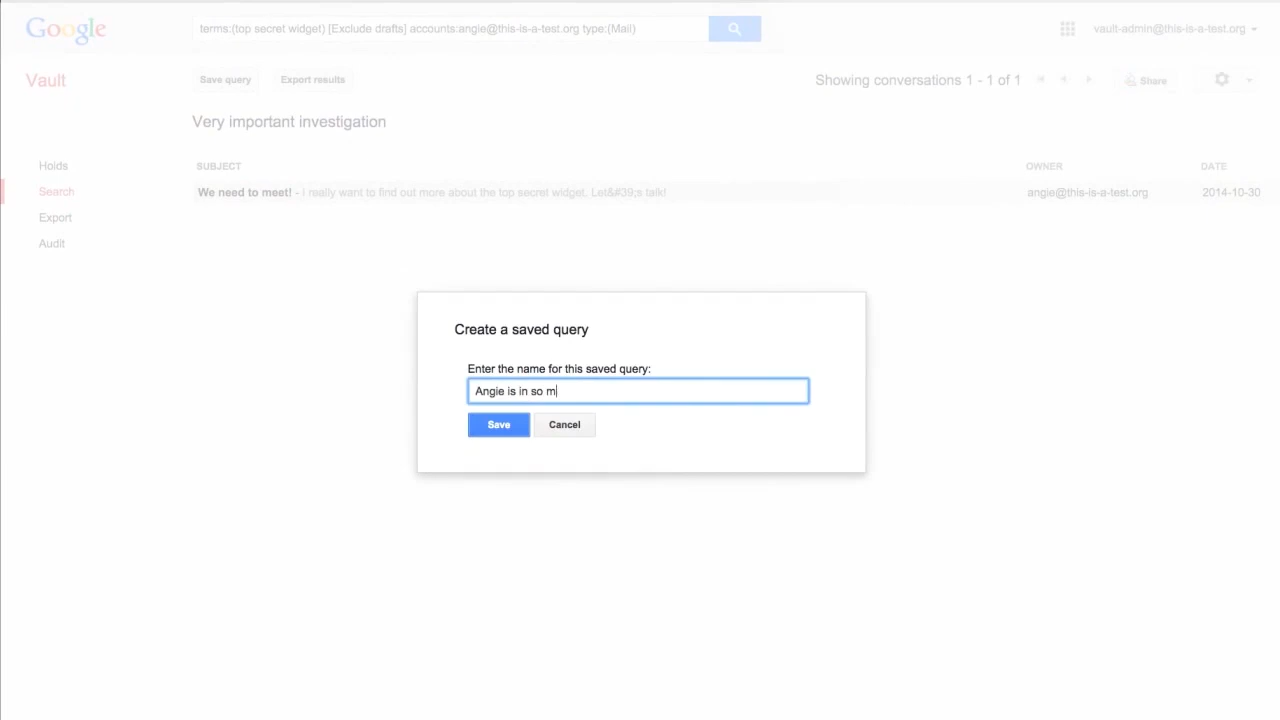 Google
terms:(top secret widget) [Exclude drafts] accounts:angie@this-is-a-test.org type:(Mail)
vault-admin@this-is-a-test.org
Vault
Save query
Export results
Showing conversations 1 - 1 of 1
Share
Very important investigation
Holds
Search
Export
Audit
SUBJECT OWNER DATE
We need to meet! - I really want to find out more about the top secret widget. Let&#39;s talk! angie@this-is-a-test.org 2014-10-30
Create a saved query
Enter the name for this saved query:
Angie is in so m
Save Cancel